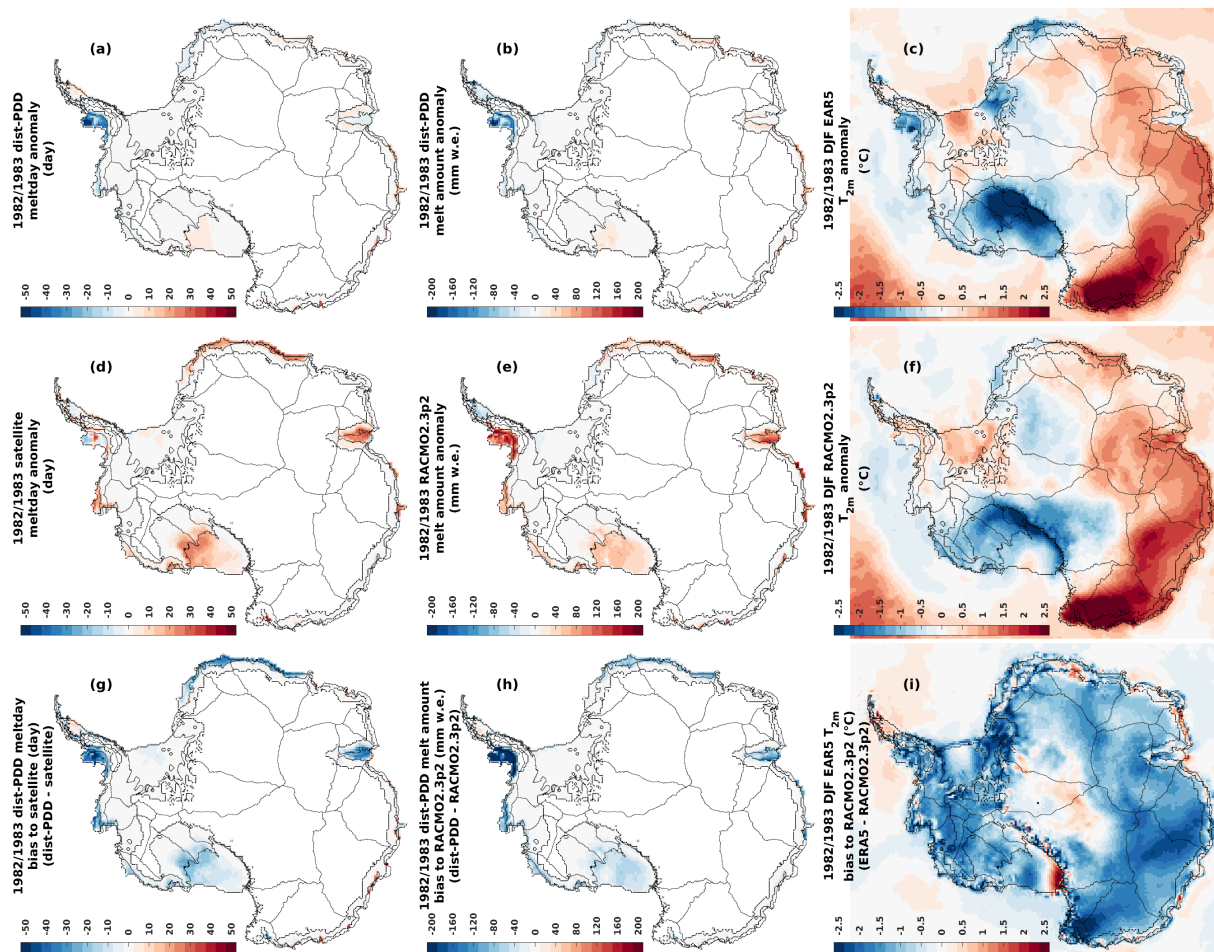 (a)
1982/1983 dist-PDD
meltday anomaly
(day)
-50
-40
-30
-20
-10
0
10
20
30
40
50
(b)
1982/1983 dist-PDD
melt amount anomaly
(mm w.e.)
-200
-160
-120
-80
-40
0
40
80
120
160
200
(c)
1982/1983 DJF EAR5
T2m anomaly
(°C)
-2.5
-2
-1.5
-1
-0.5
0
0.5
1
1.5
2
2.5
(d)
1982/1983 satellite
meltday anomaly
(day)
-50
-40
-30
-20
-10
0
10
20
30
40
50
(e)
1982/1983 RACMO2.3p2
melt amount anomaly
(mm w.e.)
-200
-160
-120
-80
-40
0
40
80
120
160
200
(f)
1982/1983 DJF RACMO2.3p2
T2m anomaly
(°C)
-2.5
-2
-1.5
-1
-0.5
0
0.5
1
1.5
2
2.5
(g)
1982/1983 dist-PDD meltday
bias to satellite (day)
(dist-PDD - satellite)
-50
-40
-30
-20
-10
0
10
20
30
40
50
(h)
1982/1983 dist-PDD melt amount
bias to RACMO2.3p2 (mm w.e.)
(dist-PDD - RACMO2.3p2)
-200
-160
-120
-80
-40
0
40
80
120
160
200
(i)
1982/1983 DJF EAR5 T2m
bias to RACMO2.3p2 (°C)
(ERA5 - RACMO2.3p2)
-2.5
-2
-1.5
-1
-0.5
0
0.5
1
1.5
2
2.5